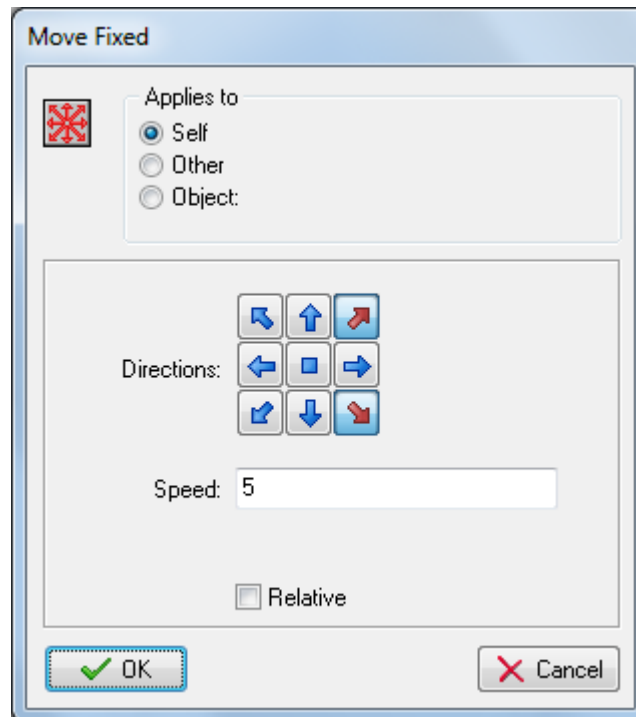 Move Fixed
Applies to
Self
Other
Object:
Directions:
Speed: 5
Relative
OK
Cancel